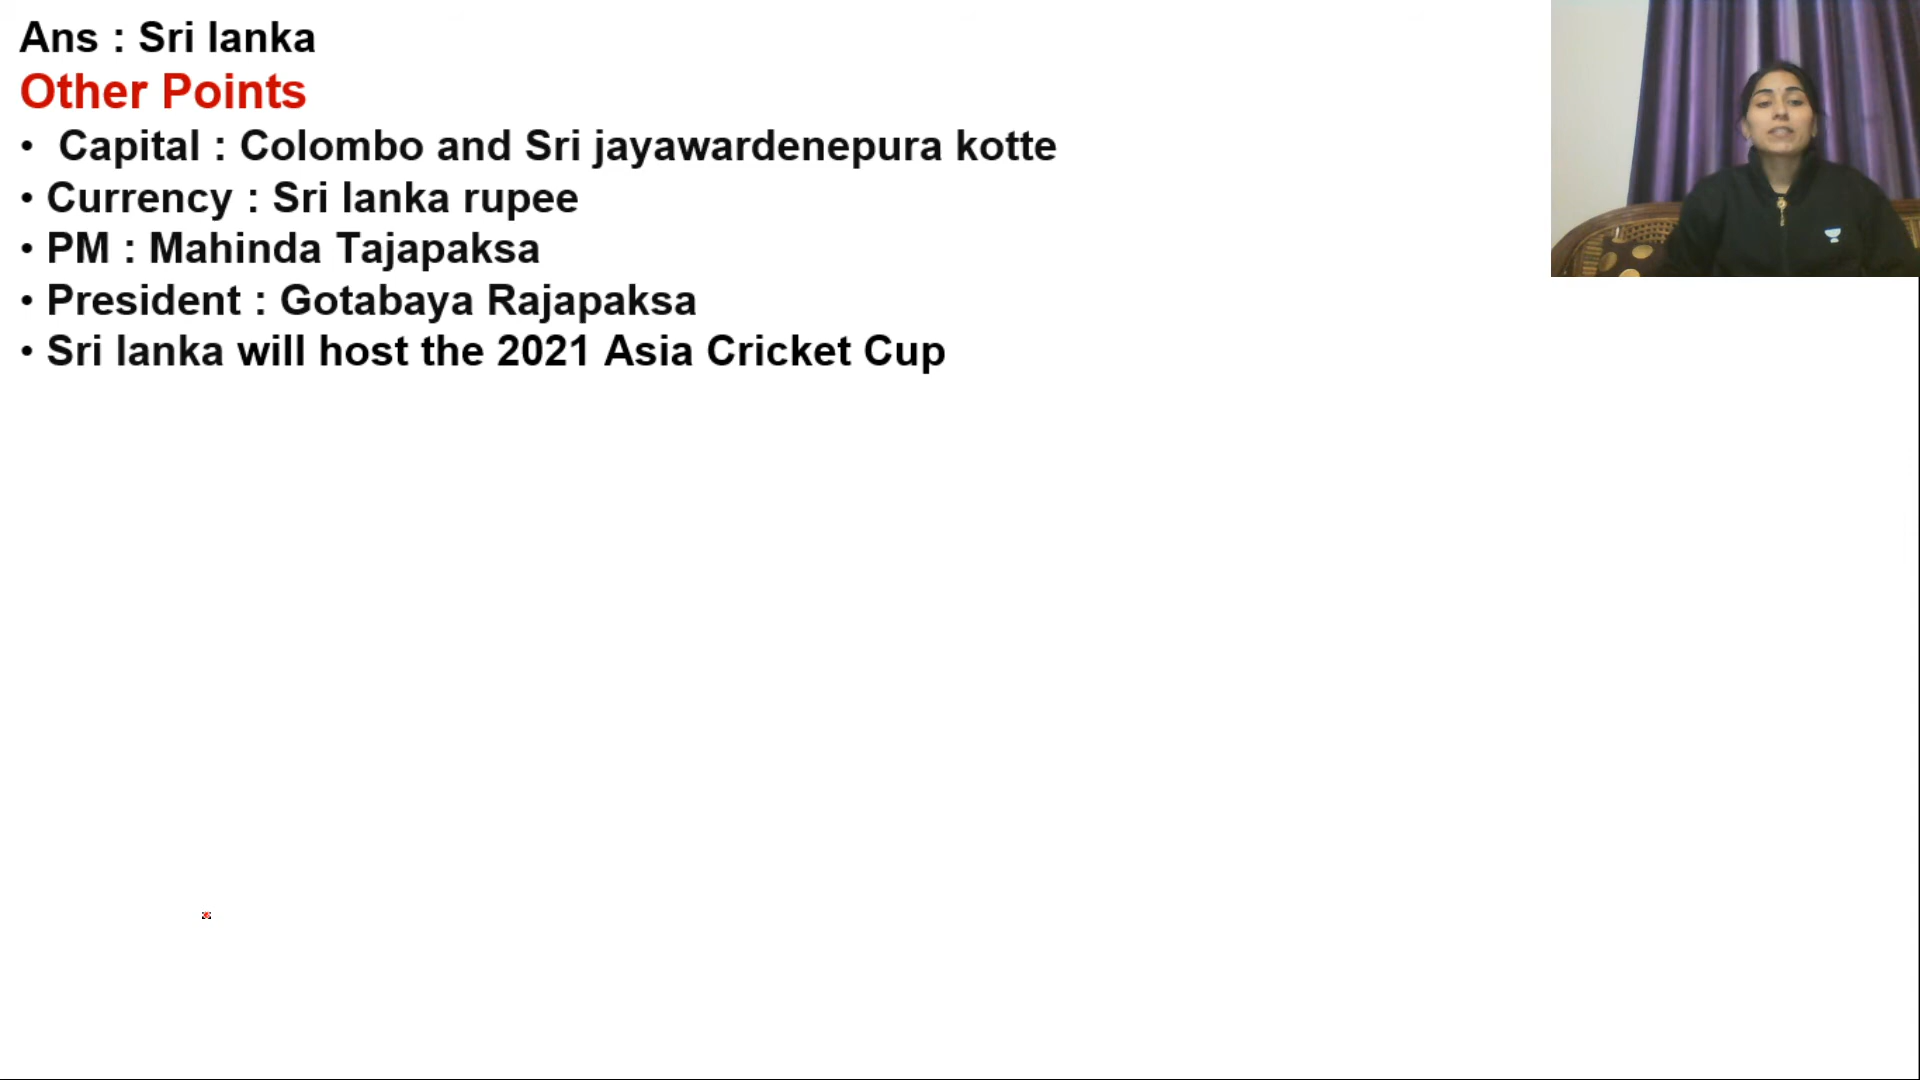 Ans : Sri lanka
Other Points
• Capital : Colombo and Sri jayawardenepura kotte
• Currency : Sri lanka rupee
• PM : Mahinda Tajapaksa
• President : Gotabaya Rajapaksa
• Sri lanka will host the 2021 Asia Cricket Cup